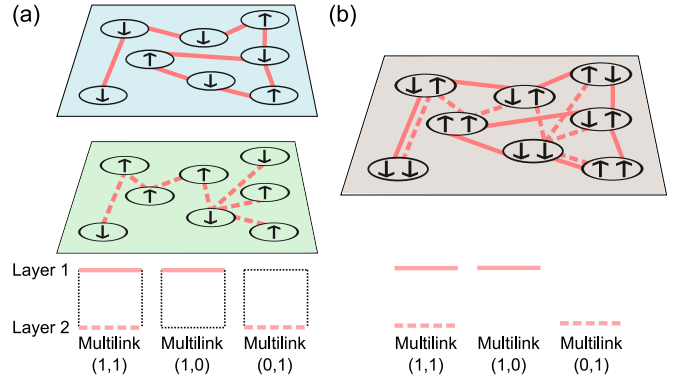 (a)
(b)
Layer 1
Layer 2
Multilink Multilink Multilink
(1,1) (1,0) (0,1)
Multilink Multilink Multilink
(1,1) (1,0) (0,1)